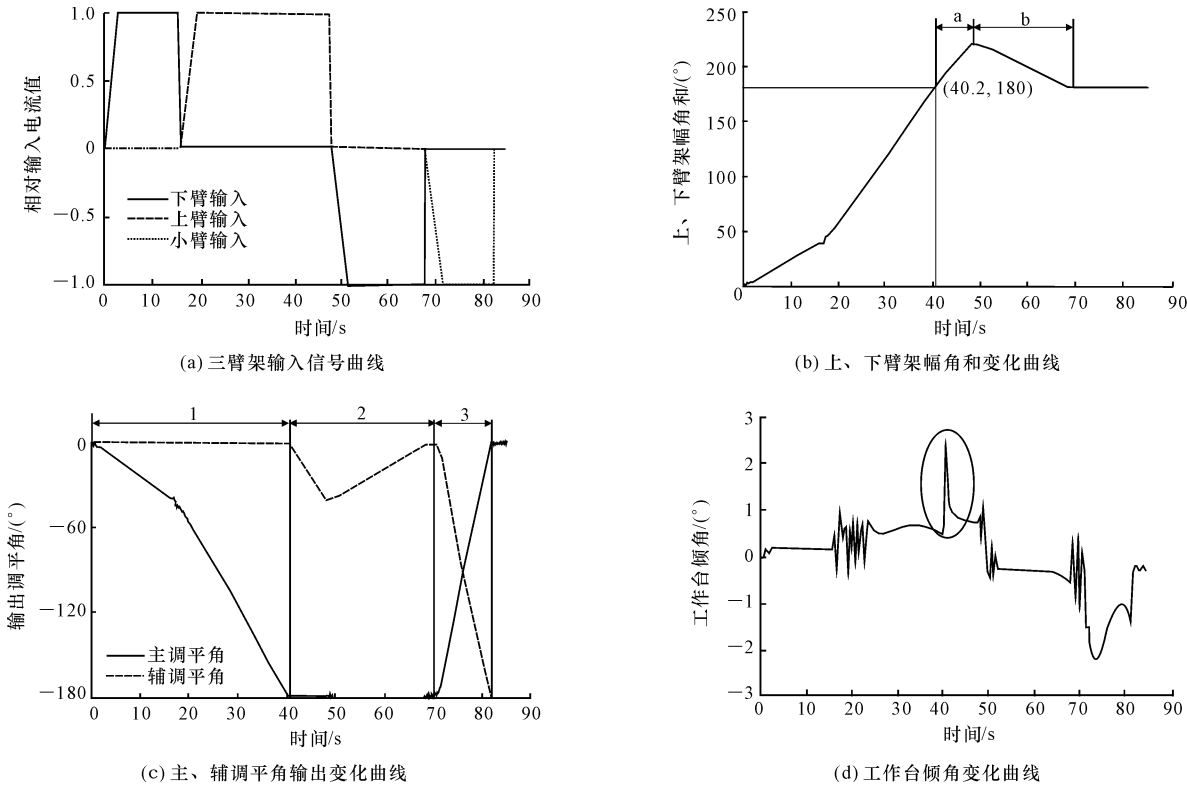 1.0
0.5
0
−0.5
−1.0
相对输入电流值
下臂输入
上臂输入
小臂输入
0 10 20 30 40 50 60 70 80 90
时间/s
(a) 三臂架输入信号曲线
250
200
150
100
50
0
上、下臂架幅角和/(°)
a b
(40.2, 180)
10 20 30 40 50 60 70 80 90
时间/s
(b) 上、下臂架幅角和变化曲线
1 2 3
0
−60
−120
−180
输出调平角/(°)
主调平角
辅调平角
0 10 20 30 40 50 60 70 80 90
时间/s
(c) 主、辅调平角输出变化曲线
3
2
1
0
−1
−2
−3
工作台倾角/(°)
0 10 20 30 40 50 60 70 80 90
时间/s
(d) 工作台倾角变化曲线